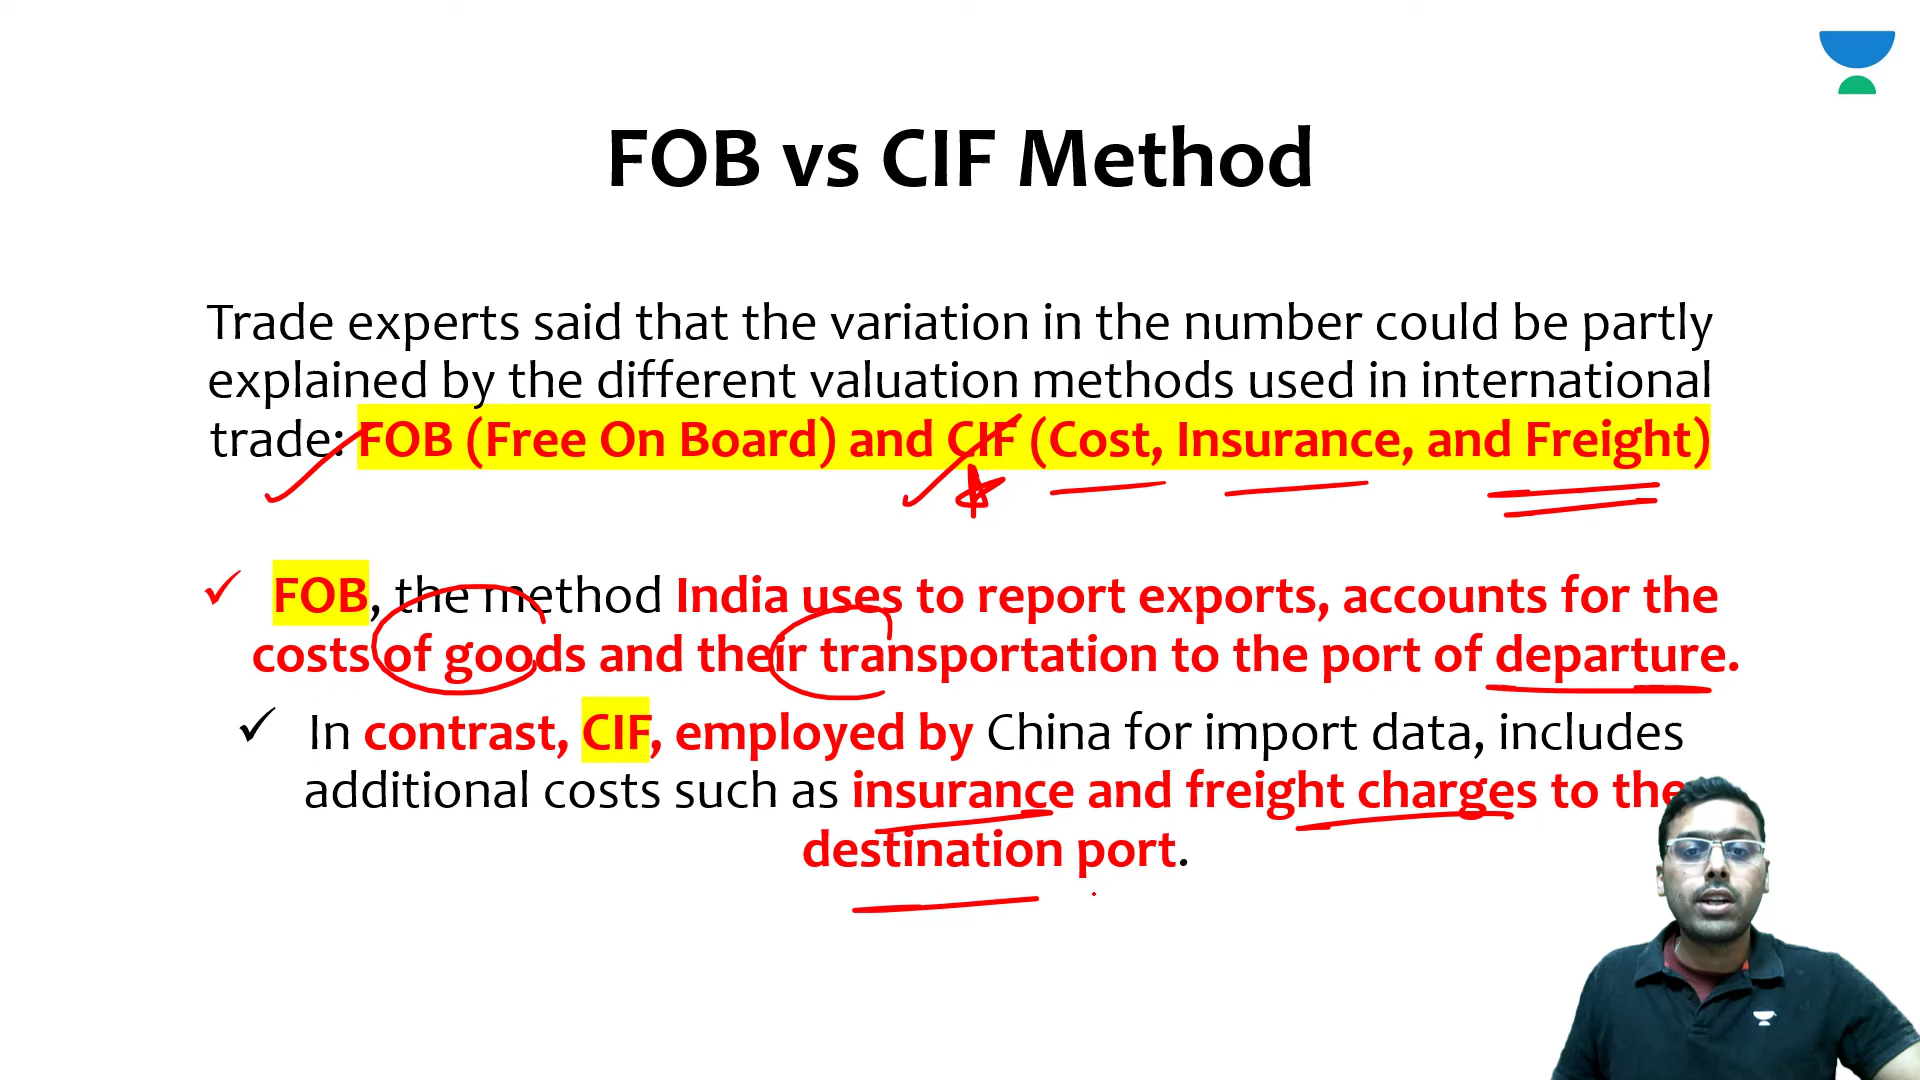 FOB vs CIF Method
Trade experts said that the variation in the number could be partly
explained by the different valuation methods used in international
trade: FOB (Free On Board) and CIF (Cost, Insurance, and Freight)
✓ FOB, the method India uses to report exports, accounts for the
costs of goods and their transportation to the port of departure.
✓ In contrast, CIF, employed by China for import data, includes
additional costs such as insurance and freight charges to the
destination port.